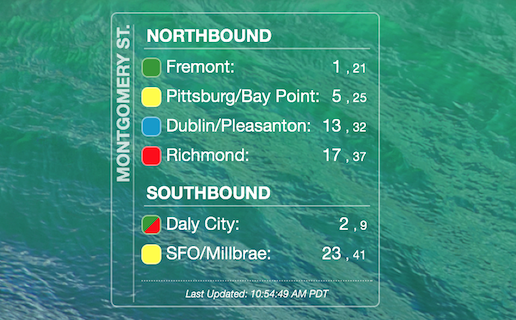 MONTGOMERY ST.
NORTHBOUND
Fremont: 1 , 21
Pittsburg/Bay Point: 5 , 25
Dublin/Pleasanton: 13 , 32
Richmond: 17 , 37
SOUTHBOUND
Daly City: 2 , 9
SFO/Millbrae: 23 , 41
Last Updated: 10:54:49 AM PDT